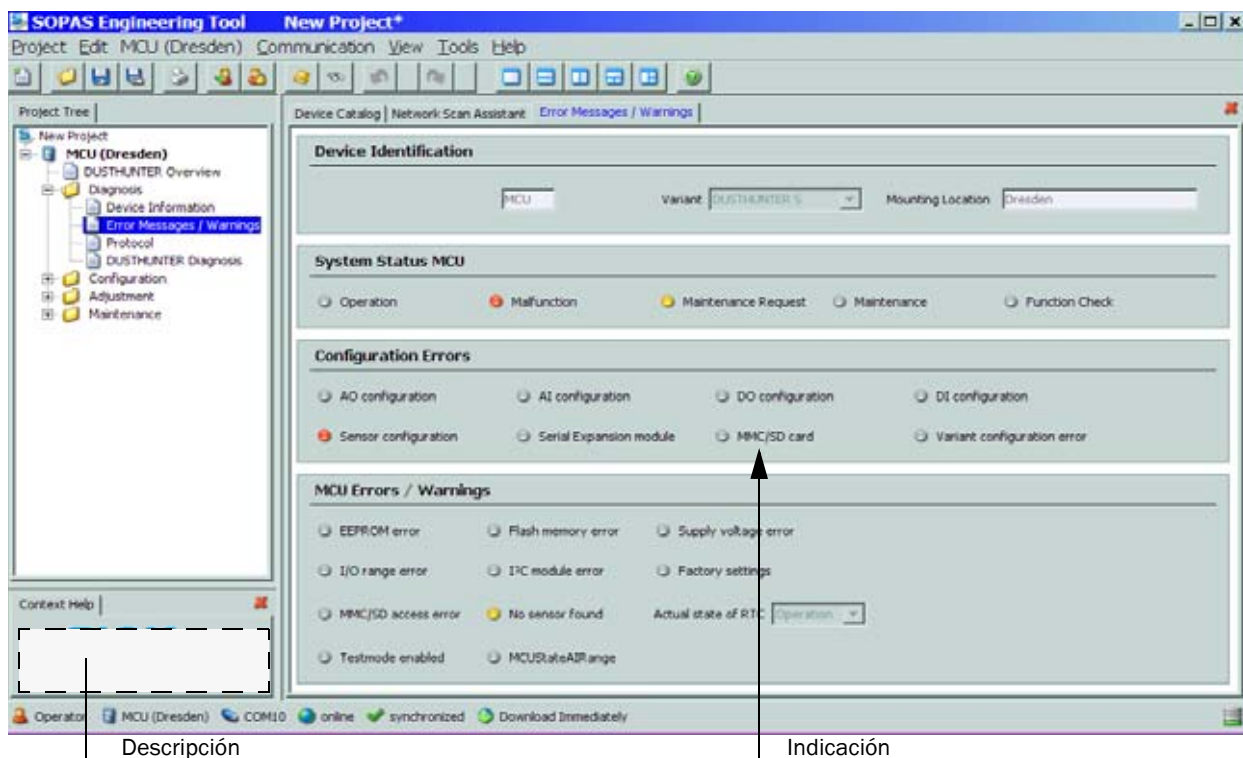 SOPAS Engineering Tool New Project*
Project Edit MCU (Dresden) Communication View Tools Help
Project Tree
New Project
MCU (Dresden)
DUSTHUNTER Overview
Diagnosis
Device Information
Error Messages / Warnings
Protocol
DUSTHUNTER Diagnosis
Configuration
Adjustment
Maintenance
Context Help
Device Catalog Network Scan Assistant Error Messages / Warnings
Device Identification
MCU Variant DUSTHUNTER S Mounting Location Dresden
System Status MCU
Operation Malfunction Maintenance Request Maintenance Function Check
Configuration Errors
AO configuration AI configuration DO configuration DI configuration
Sensor configuration Serial Expansion module MMC/SD card Variant configuration error
MCU Errors / Warnings
EEPROM error Flash memory error Supply voltage error
I/O range error I²C module error Factory settings
MMC/SD access error No sensor found Actual state of RTC Operation
Testmode enabled MCUStateAIRange
Operator MCU (Dresden) COM10 online synchronized Download Immediately
Descripción Indicación